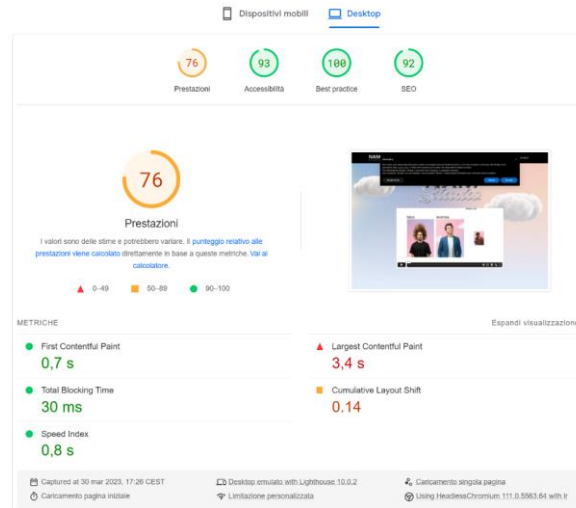 Dispositivi mobili
Desktop
76
93
100
92
Prestazioni
Accessibilità
Best practice
SEO
76
Prestazioni
I valori sono delle stime e potrebbero variare. Il punteggio relativo alle
prestazioni viene calcolato direttamente in base a queste metriche. Vai al
calcolatore.
0–49
50–89
90–100
METRICHE
Espandi visualizzazione
First Contentful Paint
0,7 s
Largest Contentful Paint
3,4 s
Total Blocking Time
30 ms
Cumulative Layout Shift
0.14
Speed Index
0,8 s
Captured at 30 mar 2023, 17:26 CEST
Desktop emulato with Lighthouse 10.0.2
Caricamento singola pagina
Caricamento pagina iniziale
Limitazione personalizzata
Using HeadlessChromium 111.0.5563.64 with lr